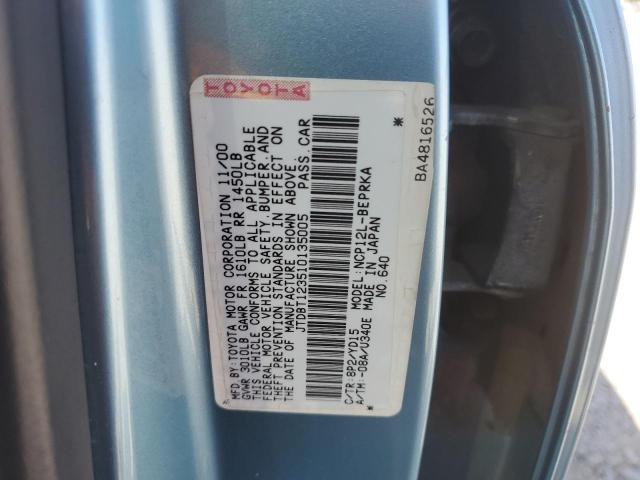 TOYOTA
MFD.BY:TOYOTA MOTOR CORPORATION 11/00
GVWR 3010LB GAWR FR 1610LB RR 1450LB
THIS VEHICLE CONFORMS TO ALL APPLICABLE
FEDERAL MOTOR VEHICLE SAFETY, BUMPER, AND
THEFT PREVENTION STANDARDS IN EFFECT ON
THE DATE OF MANUFACTURE SHOWN ABOVE.
JTDBT123510135005 PASS.CAR
C/TR:8P2/YD15 MODEL:NCP12L-BEPRKA
A/TM:-08A/U340E MADE IN JAPAN
* NO.640 *
BA4816526